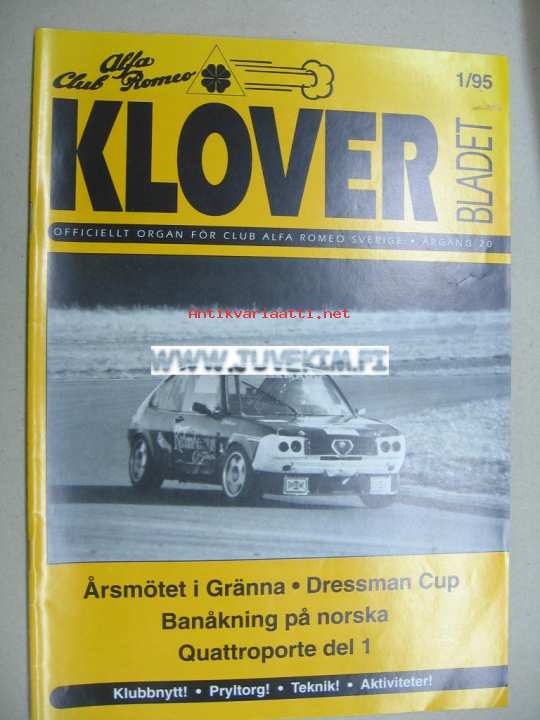 Alfa
Club Romeo
1/95
KLOVER
BLADET
OFFICIELLT ORGAN FÖR CLUB ALFA ROMEO SVERIGE • ÅRGÅNG 20
Antikvariaatti.net
WWW.JUVEKIM.FI
Årsmötet i Gränna • Dressman Cup
Banåkning på norska
Quattroporte del 1
Klubbnytt! • Pryltorg! • Teknik! • Aktiviteter!